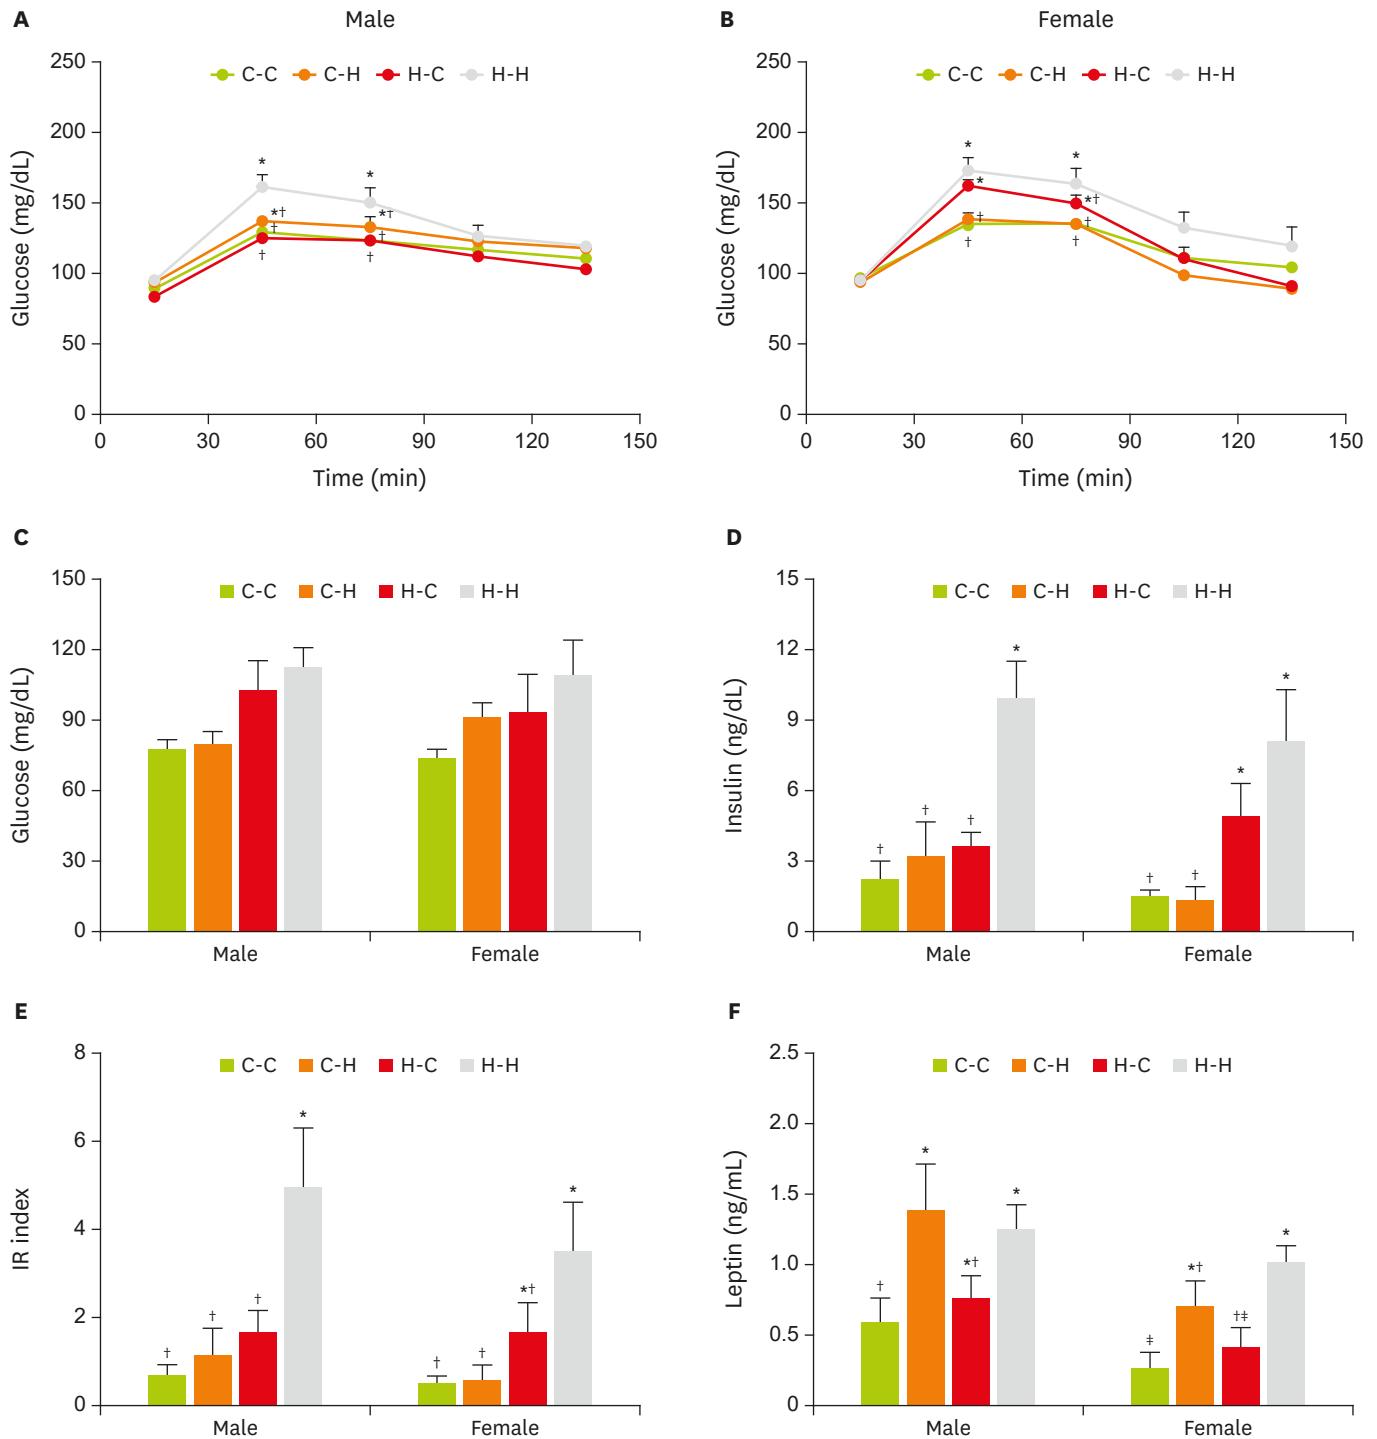 A
Male
C-C C-H H-C H-H
250
200
150
100
50
0
Glucose (mg/dL)
*
*
*†
*†
†
†
†
†
0 30 60 90 120 150
Time (min)
B
Female
C-C C-H H-C H-H
250
200
150
100
50
0
Glucose (mg/dL)
*
*
*
*†
†
†
†
†
0 30 60 90 120 150
Time (min)
C
C-C C-H H-C H-H
150
120
90
60
30
0
Glucose (mg/dL)
Male Female
D
C-C C-H H-C H-H
15
12
9
6
3
0
Insulin (ng/dL)
† † † *
† † * *
Male Female
E
C-C C-H H-C H-H
8
6
4
2
0
IR index
† † † *
† † *† *
Male Female
F
C-C C-H H-C H-H
2.5
2.0
1.5
1.0
0.5
0
Leptin (ng/mL)
† * *† *
‡ *† †‡ *
Male Female